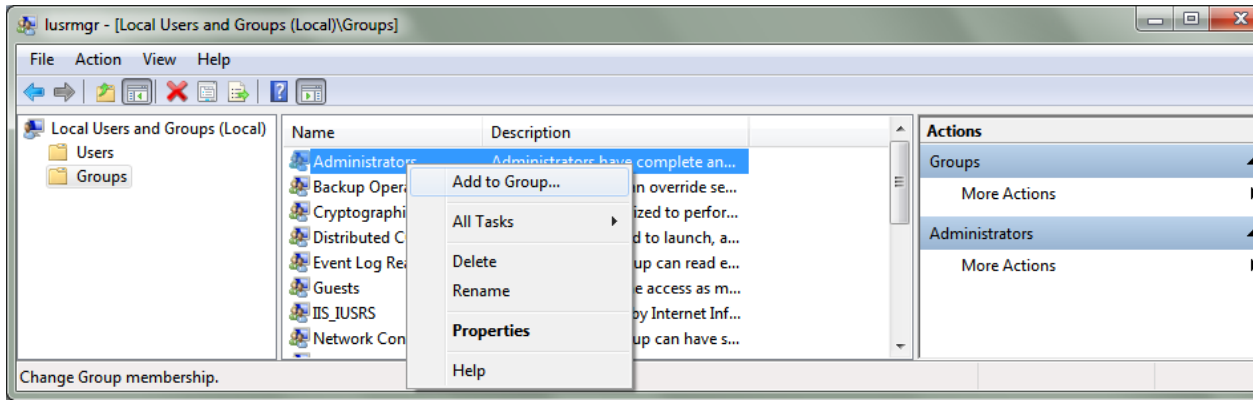 lusrmgr - [Local Users and Groups (Local)\Groups]
File Action View Help
Local Users and Groups (Local)
Users
Groups
Name Description
Administrators Administrators have complete an...
Backup Opera n override se...
Cryptographi ized to perfor...
Distributed C d to launch, a...
Event Log Rea up can read e...
Guests e access as m...
IIS_IUSRS by Internet Inf...
Network Con up can have s...
Add to Group...
All Tasks
Delete
Rename
Properties
Help
Actions
Groups
More Actions
Administrators
More Actions
Change Group membership.